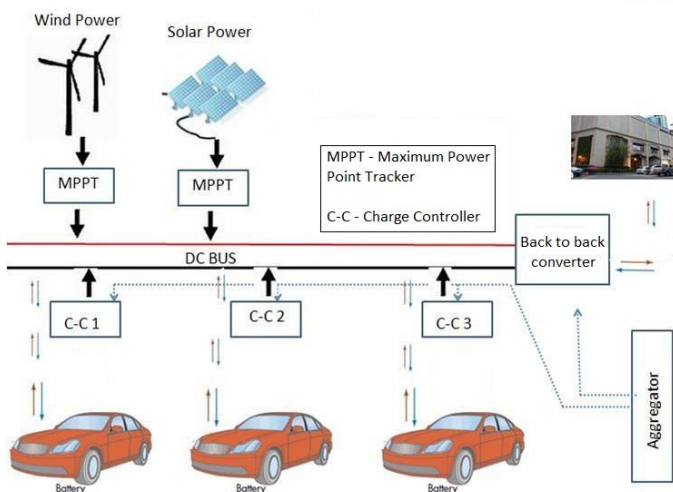 Wind Power
Solar Power
MPPT
MPPT
MPPT - Maximum Power
Point Tracker
C-C - Charge Controller
DC BUS
Back to back
converter
C-C 1
C-C 2
C-C 3
Aggregator
Battery
Battery
Battery